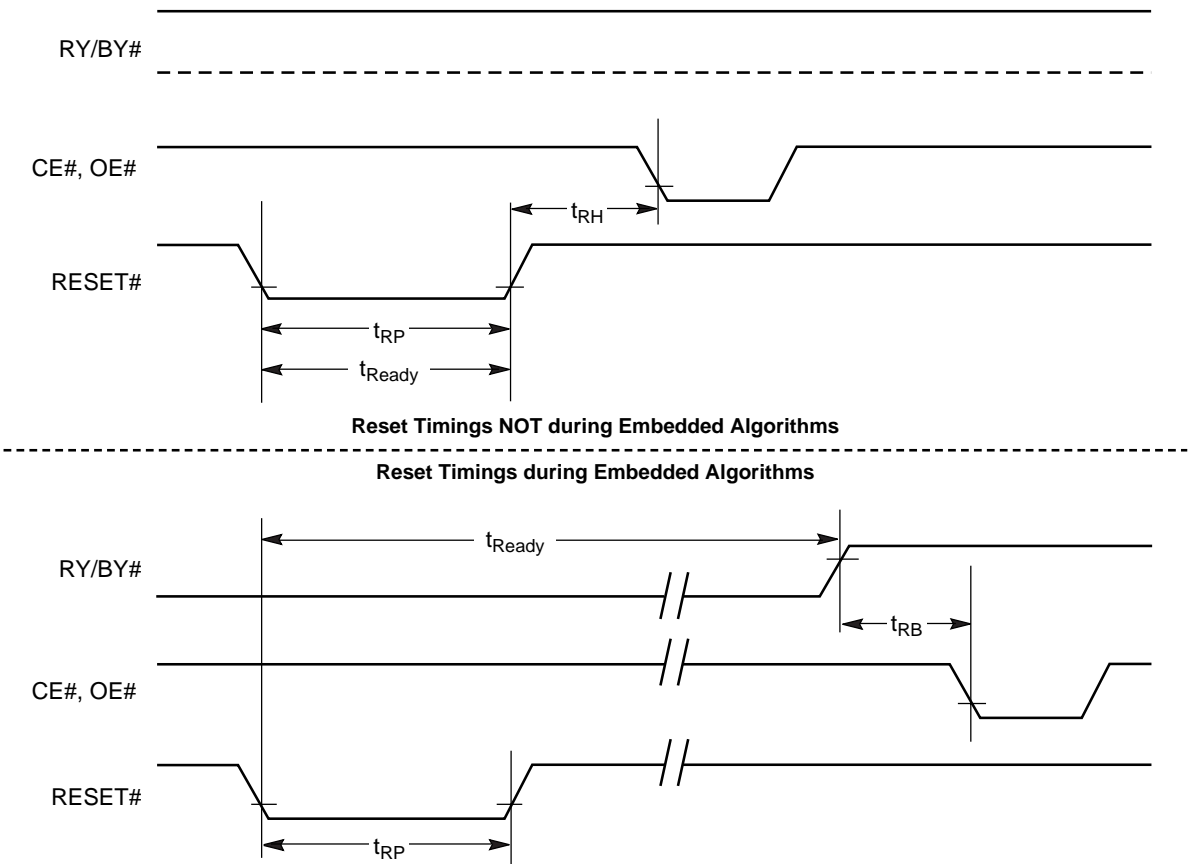 RY/BY#
CE#, OE#
tRH
RESET#
tRP
tReady
Reset Timings NOT during Embedded Algorithms
Reset Timings during Embedded Algorithms
tReady
RY/BY#
tRB
CE#, OE#
RESET#
tRP